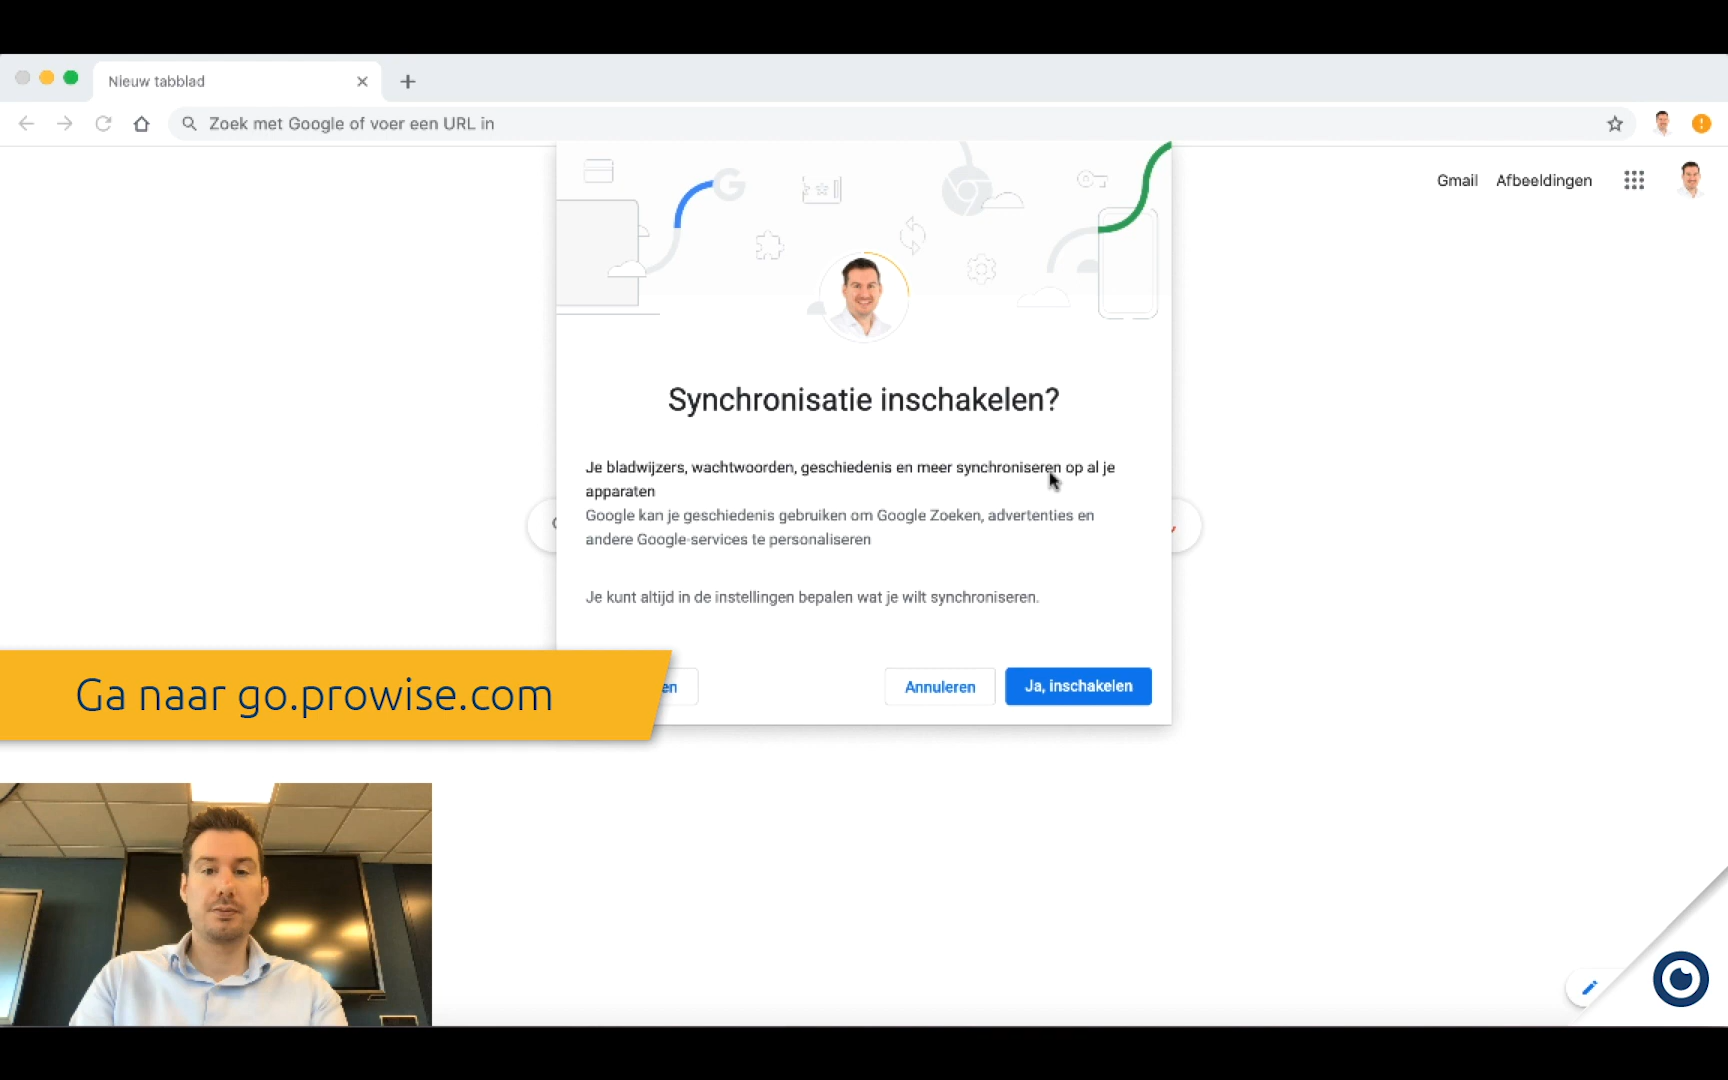 Nieuw tabblad
Zoek met Google of voer een URL in
Gmail Afbeeldingen
Synchronisatie inschakelen?
Je bladwijzers, wachtwoorden, geschiedenis en meer synchroniseren op al je
apparaten
Google kan je geschiedenis gebruiken om Google Zoeken, advertenties en
andere Google-services te personaliseren
Je kunt altijd in de instellingen bepalen wat je wilt synchroniseren.
Annuleren
Ja, inschakelen
Ga naar go.prowise.com